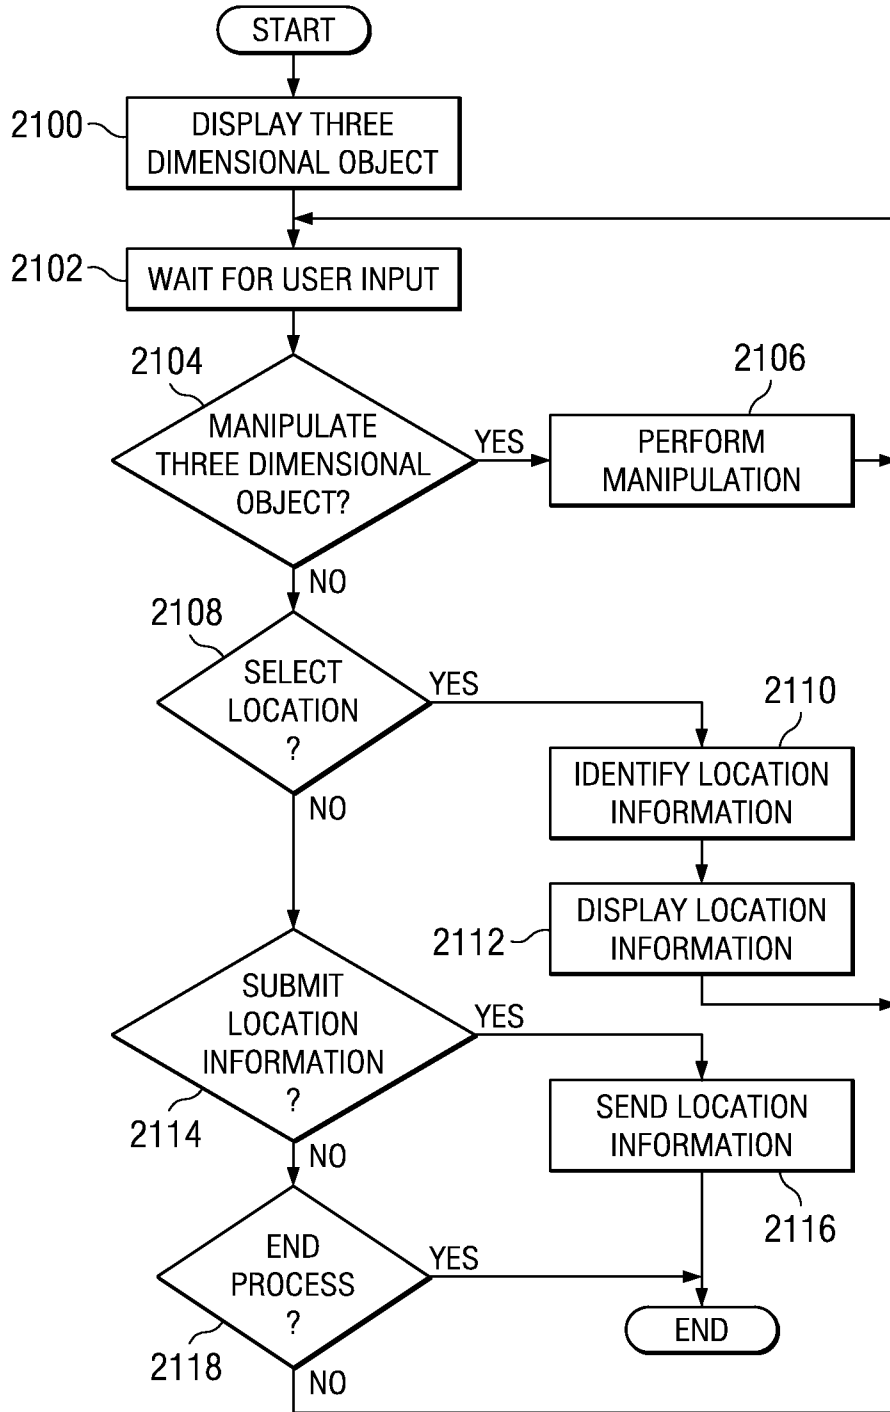 START
2100
DISPLAY THREE
DIMENSIONAL OBJECT
2102
WAIT FOR USER INPUT
2104
MANIPULATE
THREE DIMENSIONAL
OBJECT?
YES
2106
PERFORM
MANIPULATION
NO
2108
SELECT
LOCATION
?
YES
2110
IDENTIFY LOCATION
INFORMATION
NO
2112
DISPLAY LOCATION
INFORMATION
SUBMIT
LOCATION
INFORMATION
?
YES
2114
SEND LOCATION
INFORMATION
2116
NO
END
PROCESS
?
YES
2118
END
NO